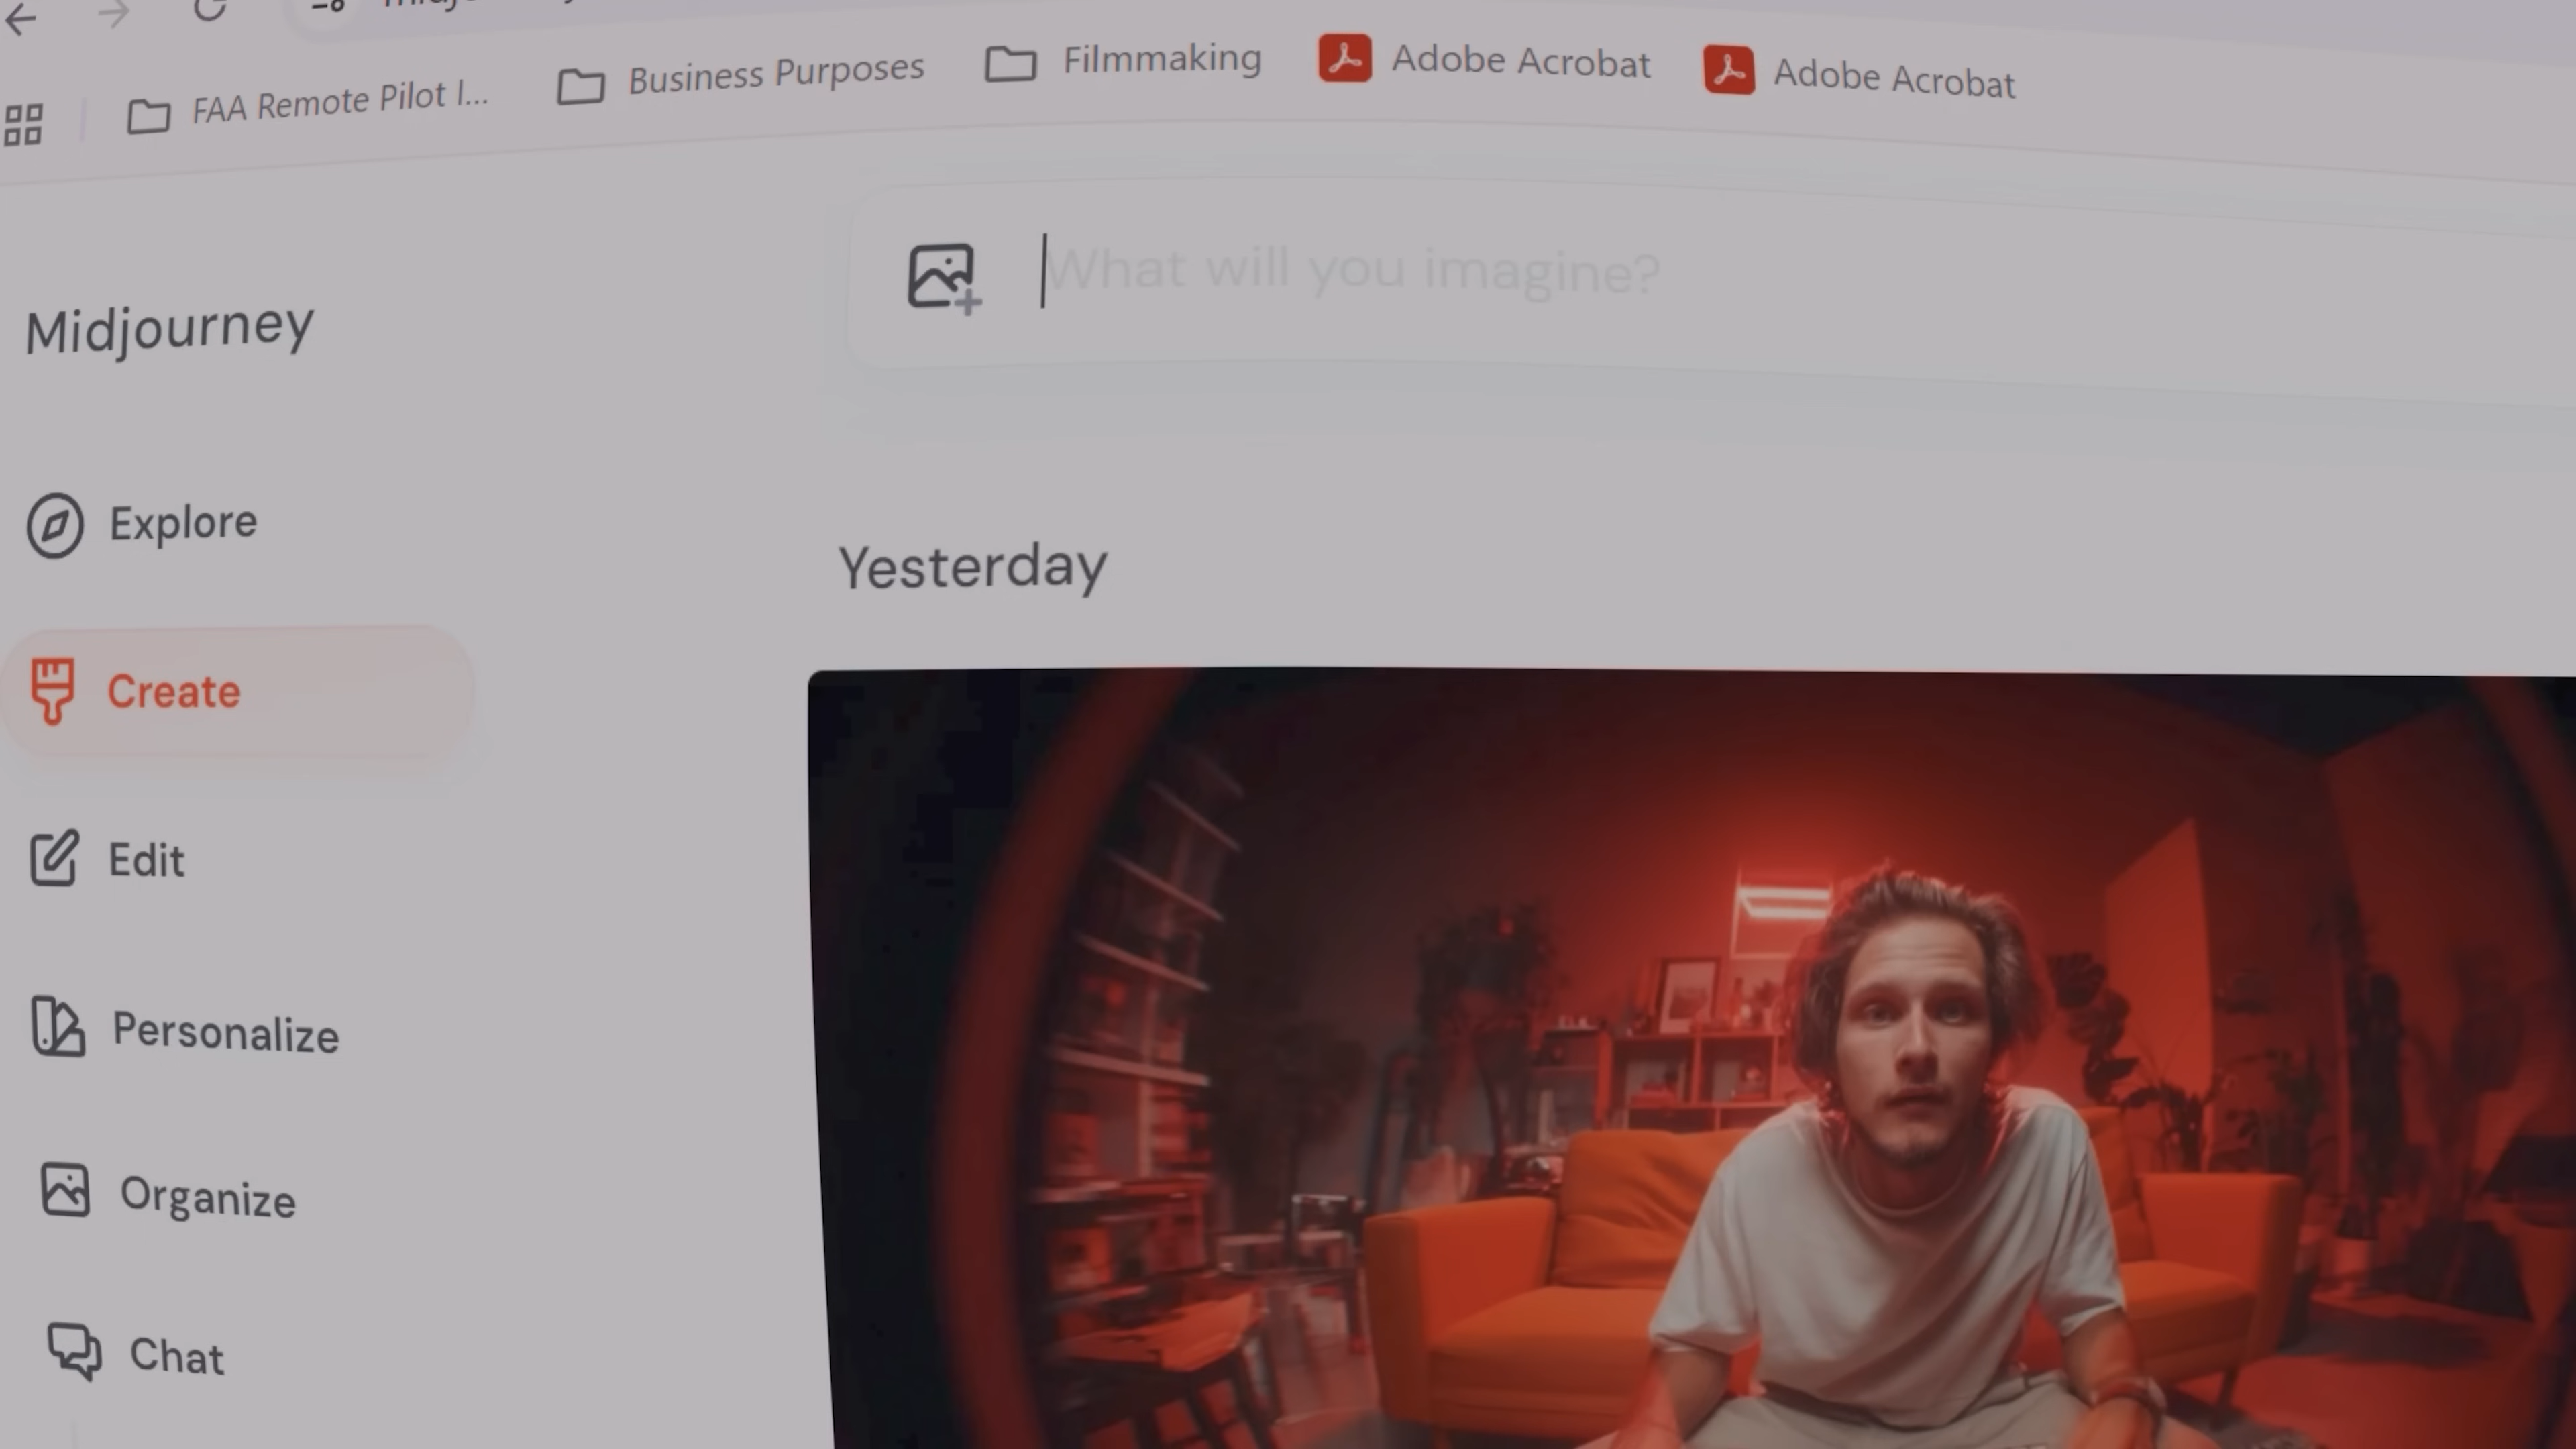 FAA Remote Pilot l...
Business Purposes
Filmmaking
Adobe Acrobat
Adobe Acrobat
What will you imagine?
Midjourney
Explore
Yesterday
Create
Edit
Personalize
Organize
Chat